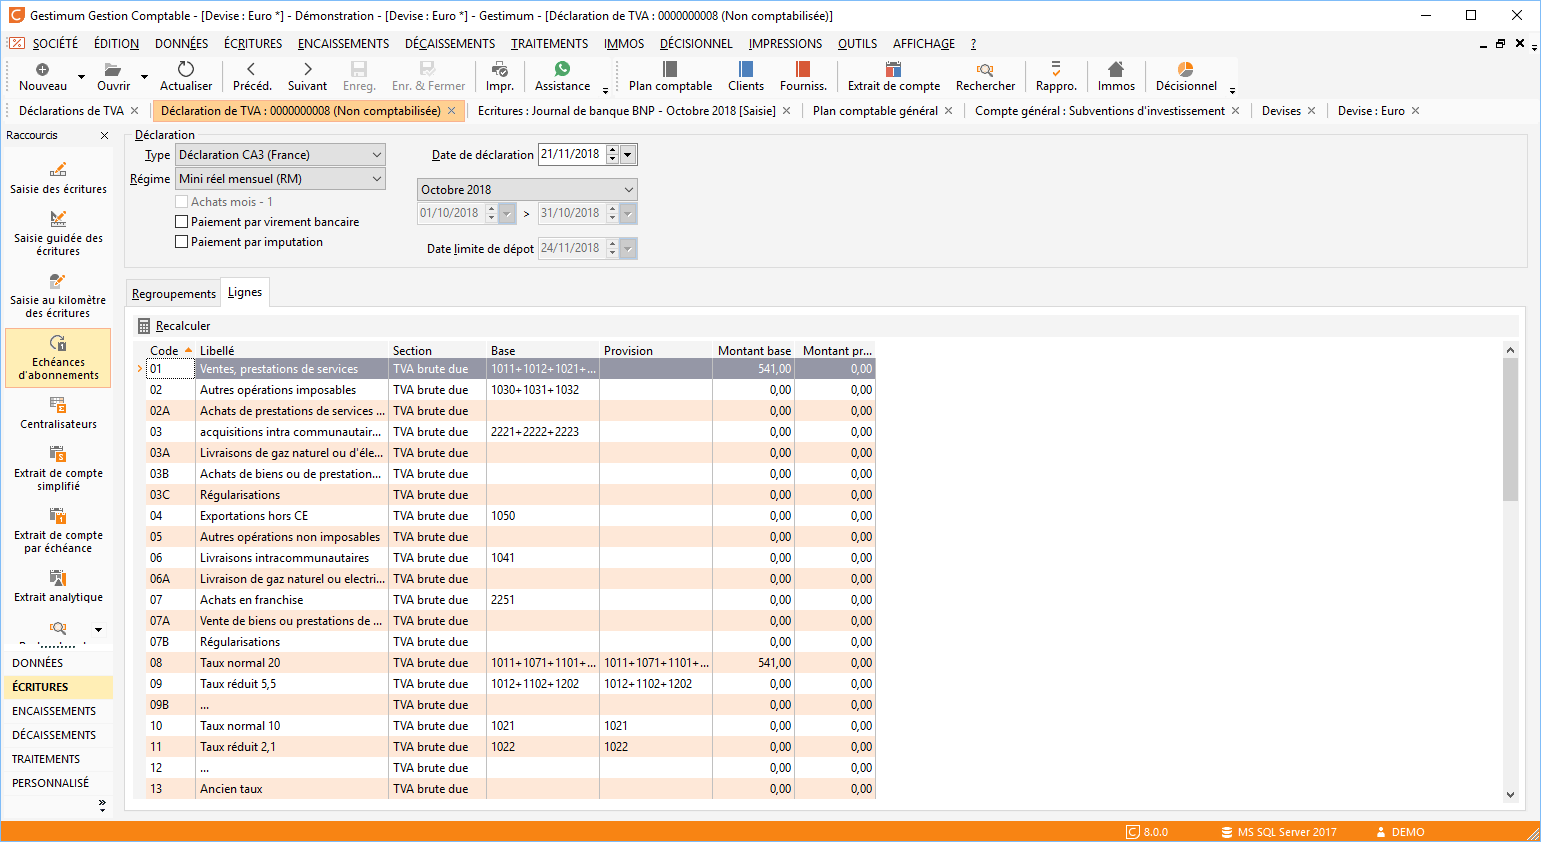 Gestimum Gestion Comptable - [Devise : Euro *] - Démonstration - [Devise : Euro *] - Gestimum - [Déclaration de TVA : 0000000008 (Non comptabilisée)]
SOCIÉTÉ ÉDITION DONNÉES ÉCRITURES ENCAISSEMENTS DÉCAISSEMENTS TRAITEMENTS IMMOS DÉCISIONNEL IMPRESSIONS OUTILS AFFICHAGE ?
Nouveau Ouvrir Actualiser Précéd. Suivant Enreg. Enr. & Fermer Impr. Assistance Plan comptable Clients Fourniss. Extrait de compte Rechercher Rappro. Immos Décisionnel
Déclarations de TVA Déclaration de TVA : 0000000008 (Non comptabilisée) Ecritures : Journal de banque BNP - Octobre 2018 [Saisie] Plan comptable général Compte général : Subventions d'investissement Devises Devise : Euro
Raccourcis
Saisie des écritures
Saisie guidée des
écritures
Saisie au kilomètre
des écritures
Echéances
d'abonnements
Centralisateurs
Extrait de compte
simplifié
Extrait de compte
par échéance
Extrait analytique
DONNÉES
ÉCRITURES
ENCAISSEMENTS
DÉCAISSEMENTS
TRAITEMENTS
PERSONNALISÉ
Déclaration
Type Déclaration CA3 (France) Date de déclaration 21/11/2018
Régime Mini réel mensuel (RM) Octobre 2018
Achats mois - 1 01/10/2018 > 31/10/2018
Paiement par virement bancaire
Paiement par imputation Date limite de dépot 24/11/2018
Regroupements Lignes
Recalculer
Code Libellé Section Base Provision Montant base Montant pr...
01 Ventes, prestations de services TVA brute due 1011+1012+1021+... 541,00 0,00
02 Autres opérations imposables TVA brute due 1030+1031+1032 0,00 0,00
02A Achats de prestations de services ... TVA brute due 0,00 0,00
03 acquisitions intra communautair... TVA brute due 2221+2222+2223 0,00 0,00
03A Livraisons de gaz naturel ou d'éle... TVA brute due 0,00 0,00
03B Achats de biens ou de prestation... TVA brute due 0,00 0,00
03C Régularisations TVA brute due 0,00 0,00
04 Exportations hors CE TVA brute due 1050 0,00 0,00
05 Autres opérations non imposables TVA brute due 0,00 0,00
06 Livraisons intracommunautaires TVA brute due 1041 0,00 0,00
06A Livraison de gaz naturel ou electri... TVA brute due 0,00 0,00
07 Achats en franchise TVA brute due 2251 0,00 0,00
07A Vente de biens ou prestations de ... TVA brute due 0,00 0,00
07B Régularisations TVA brute due 0,00 0,00
08 Taux normal 20 TVA brute due 1011+1071+1101+... 1011+1071+1101+... 541,00 0,00
09 Taux réduit 5,5 TVA brute due 1012+1102+1202 1012+1102+1202 0,00 0,00
09B ... TVA brute due 0,00 0,00
10 Taux normal 10 TVA brute due 1021 1021 0,00 0,00
11 Taux réduit 2,1 TVA brute due 1022 1022 0,00 0,00
12 ... TVA brute due 0,00 0,00
13 Ancien taux TVA brute due 0,00 0,00
8.0.0 MS SQL Server 2017 DEMO